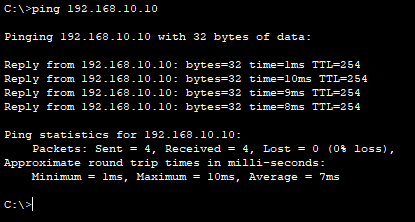 C:\>ping 192.168.10.10
Pinging 192.168.10.10 with 32 bytes of data:
Reply from 192.168.10.10: bytes=32 time=1ms TTL=254
Reply from 192.168.10.10: bytes=32 time=10ms TTL=254
Reply from 192.168.10.10: bytes=32 time=9ms TTL=254
Reply from 192.168.10.10: bytes=32 time=8ms TTL=254
Ping statistics for 192.168.10.10:
    Packets: Sent = 4, Received = 4, Lost = 0 (0% loss),
Approximate round trip times in milli-seconds:
    Minimum = 1ms, Maximum = 10ms, Average = 7ms
C:\>